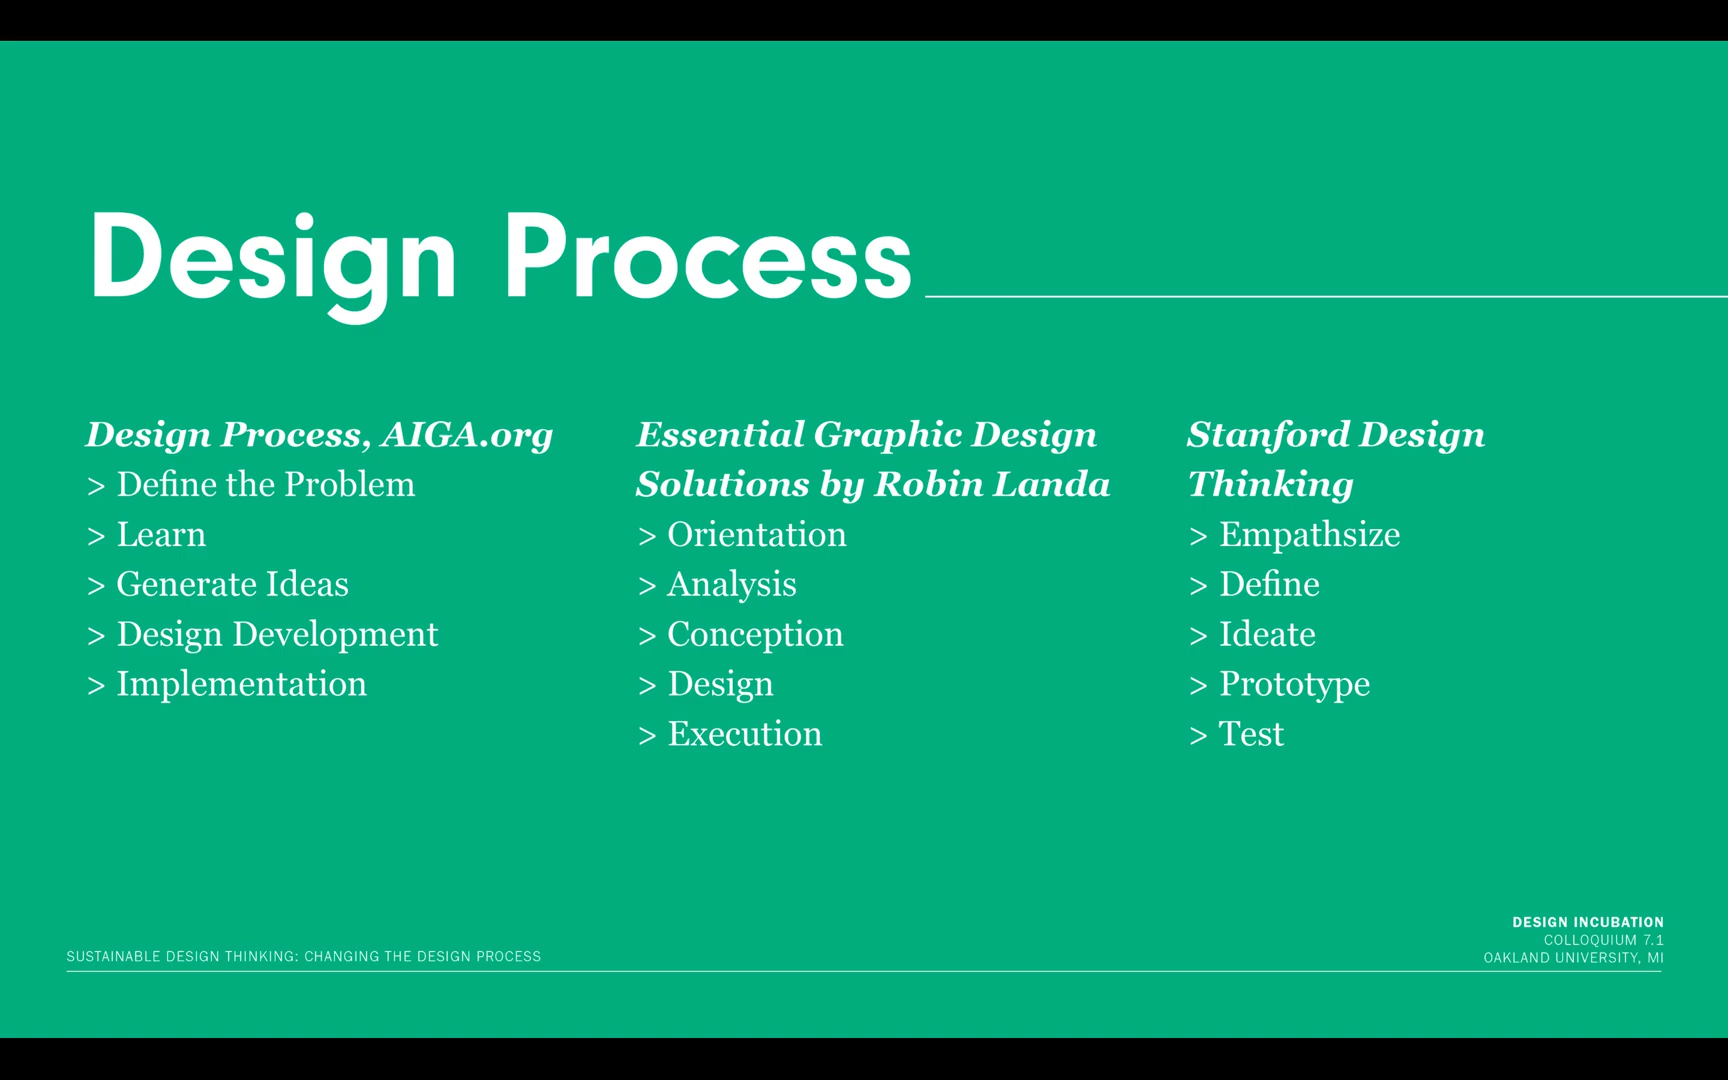 Design Process
Design Process, AIGA.org
> Define the Problem
> Learn
> Generate Ideas
> Design Development
> Implementation
Essential Graphic Design
Solutions by Robin Landa
> Orientation
> Analysis
> Conception
> Design
> Execution
Stanford Design
Thinking
> Empathsize
> Define
> Ideate
> Prototype
> Test
SUSTAINABLE DESIGN THINKING: CHANGING THE DESIGN PROCESS
DESIGN INCUBATION
COLLOQUIUM 7.1
OAKLAND UNIVERSITY, MI